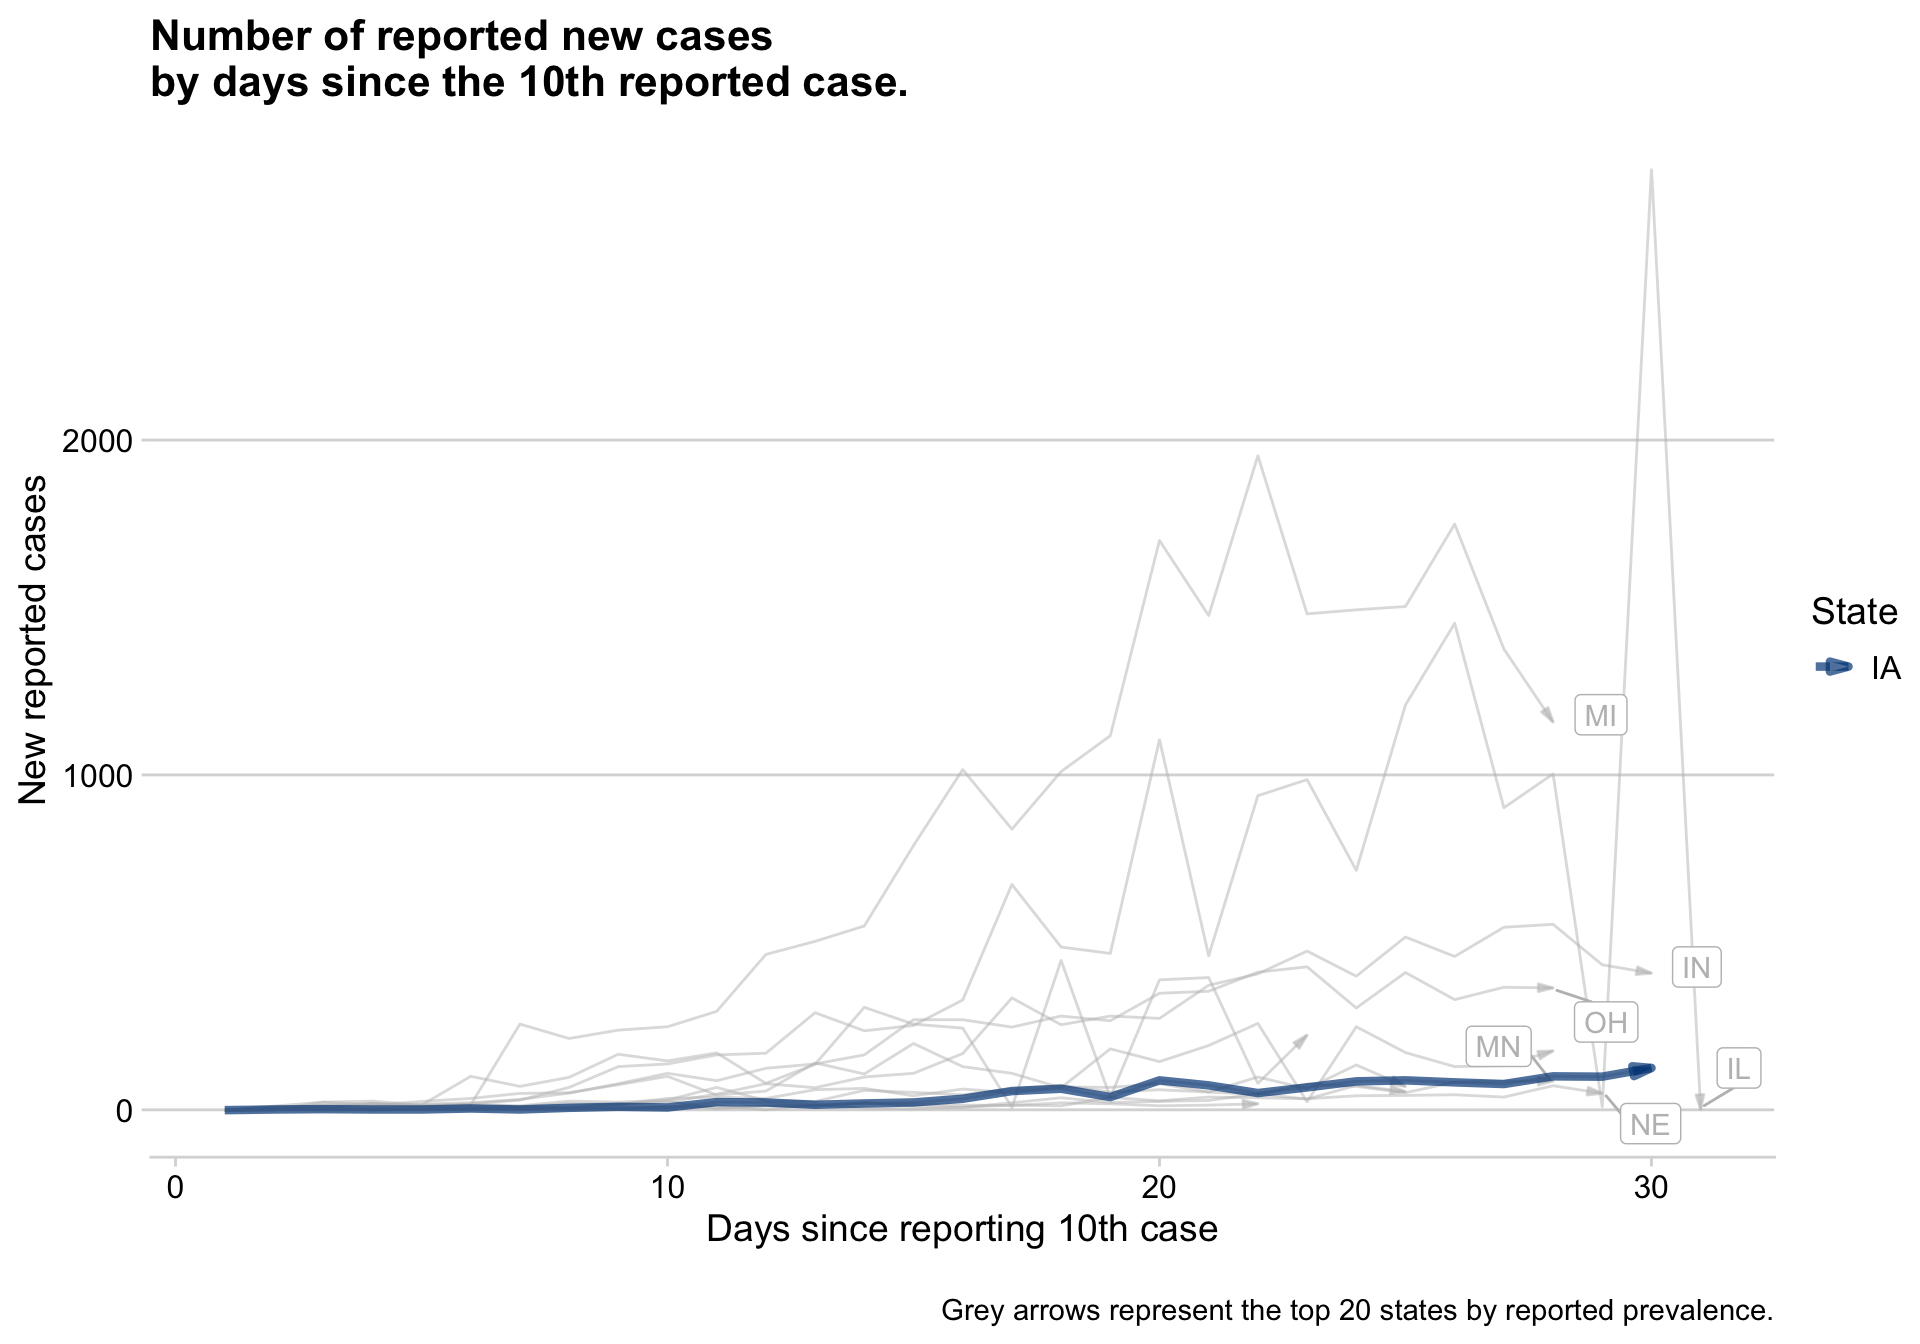 Number of reported new cases
by days since the 10th reported case.
New reported cases
2000
1000
0
MI
IN
OH
MN
IL
NE
State
IA
0
10
20
30
Days since reporting 10th case
Grey arrows represent the top 20 states by reported prevalence.